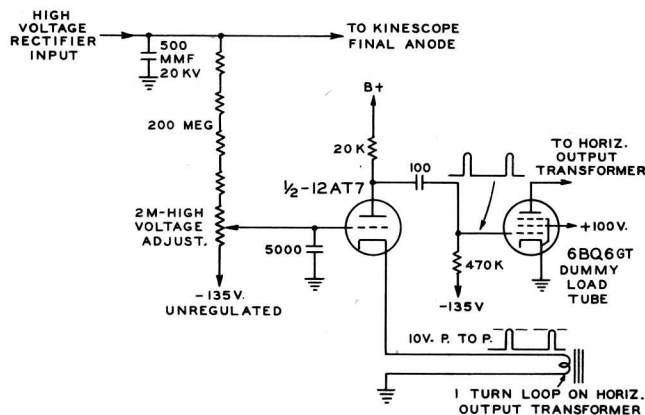 HIGH
VOLTAGE
RECTIFIER
INPUT
TO KINESCOPE
FINAL ANODE
500
MMF
20KV
B+
200 MEG
20K
100
TO HORIZ.
OUTPUT
TRANSFORMER
½-12AT7
2M-HIGH
VOLTAGE
ADJUST.
5000
+100V.
6BQ6GT
DUMMY
LOAD
TUBE
470K
-135V.
UNREGULATED
-135V
10V. P. TO P.
1 TURN LOOP ON HORIZ.
OUTPUT TRANSFORMER